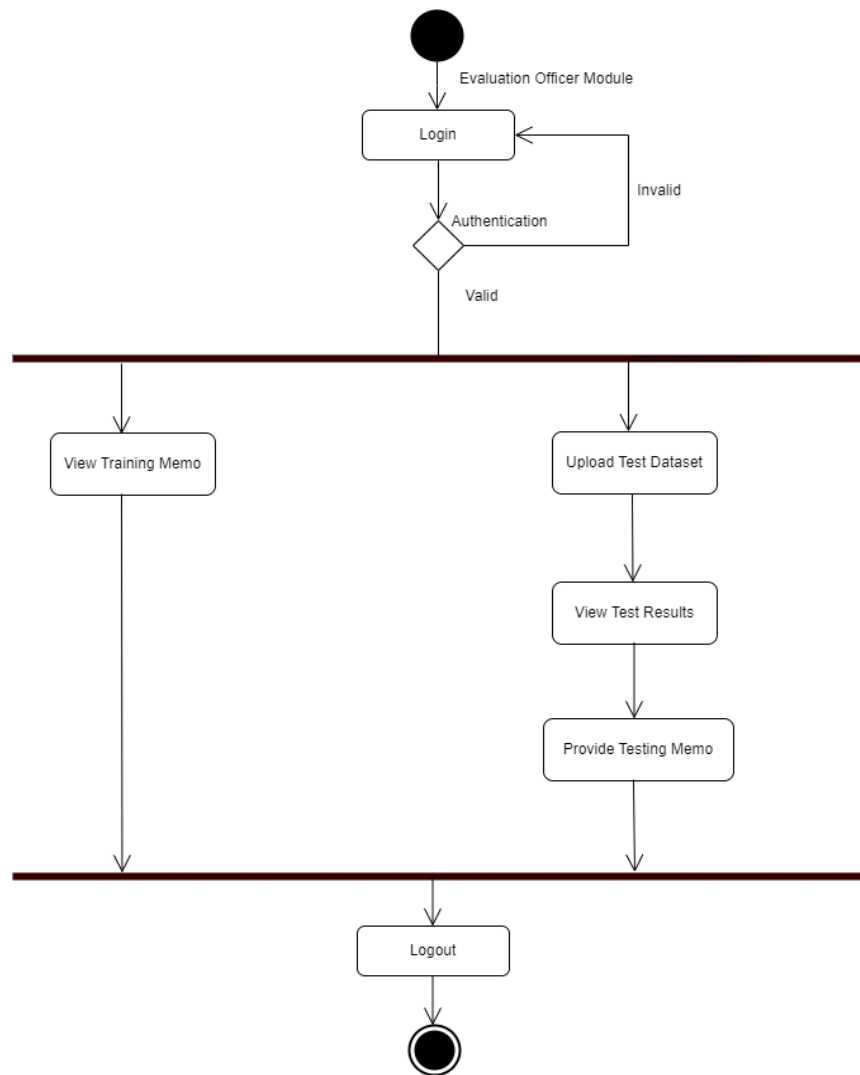 Evaluation Officer Module
Login
Invalid
Authentication
Valid
View Training Memo
Upload Test Dataset
View Test Results
Provide Testing Memo
Logout